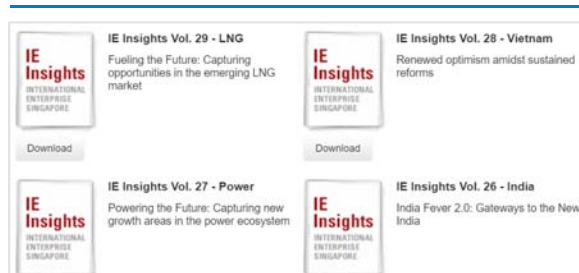 IE Insights Vol. 29 - LNG
Fueling the Future: Capturing
opportunities in the emerging LNG
market
IE
Insights
INTERNATIONAL
ENTERPRISE
SINGAPORE
Download
IE Insights Vol. 28 - Vietnam
Renewed optimism amidst sustained
reforms
IE
Insights
INTERNATIONAL
ENTERPRISE
SINGAPORE
Download
IE Insights Vol. 27 - Power
Powering the Future: Capturing new
growth areas in the power ecosystem
IE
Insights
INTERNATIONAL
ENTERPRISE
SINGAPORE
IE Insights Vol. 26 - India
India Fever 2.0: Gateways to the New
India
IE
Insights
INTERNATIONAL
ENTERPRISE
SINGAPORE